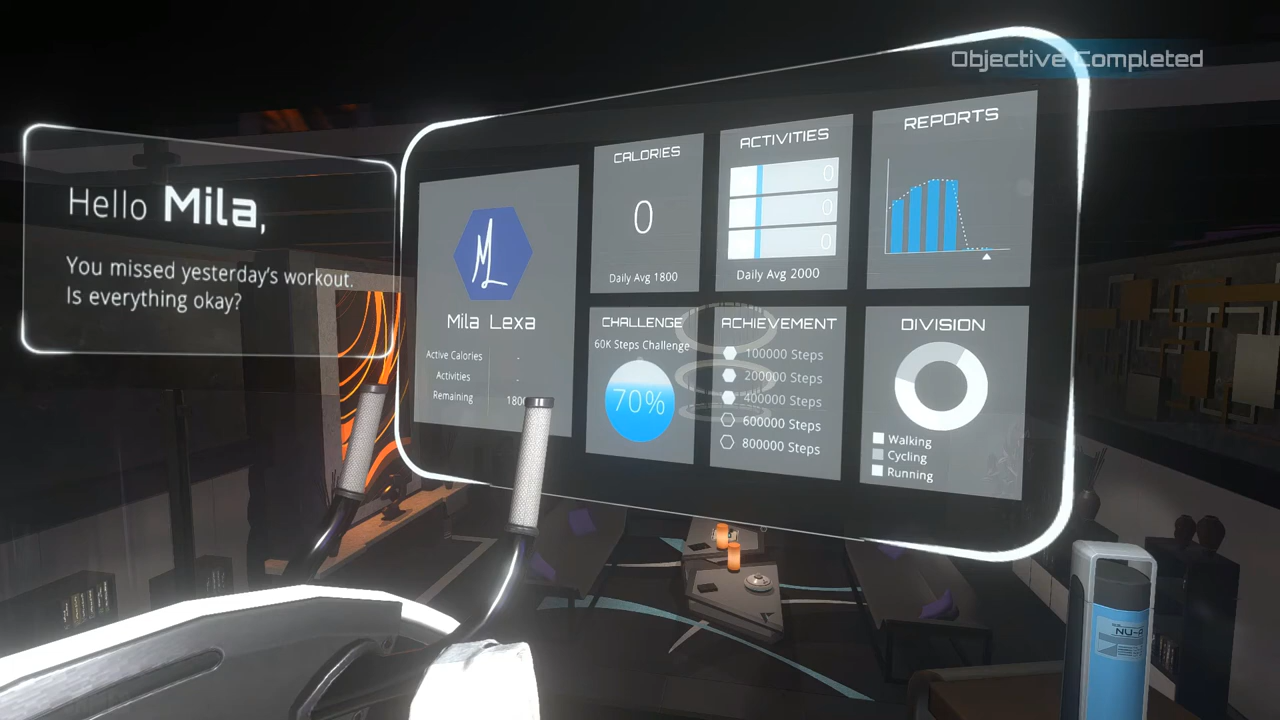 Objective Completed
Hello Mila,
You missed yesterday's workout.
Is everything okay?
ML
Mila Lexa
Active Calories -
Activities -
Remaining 1800
CALORIES
0
Daily Avg 1800
ACTIVITIES
0
0
0
Daily Avg 2000
REPORTS
CHALLENGE
60K Steps Challenge
70%
ACHIEVEMENT
100000 Steps
200000 Steps
400000 Steps
600000 Steps
800000 Steps
DIVISION
Walking
Cycling
Running